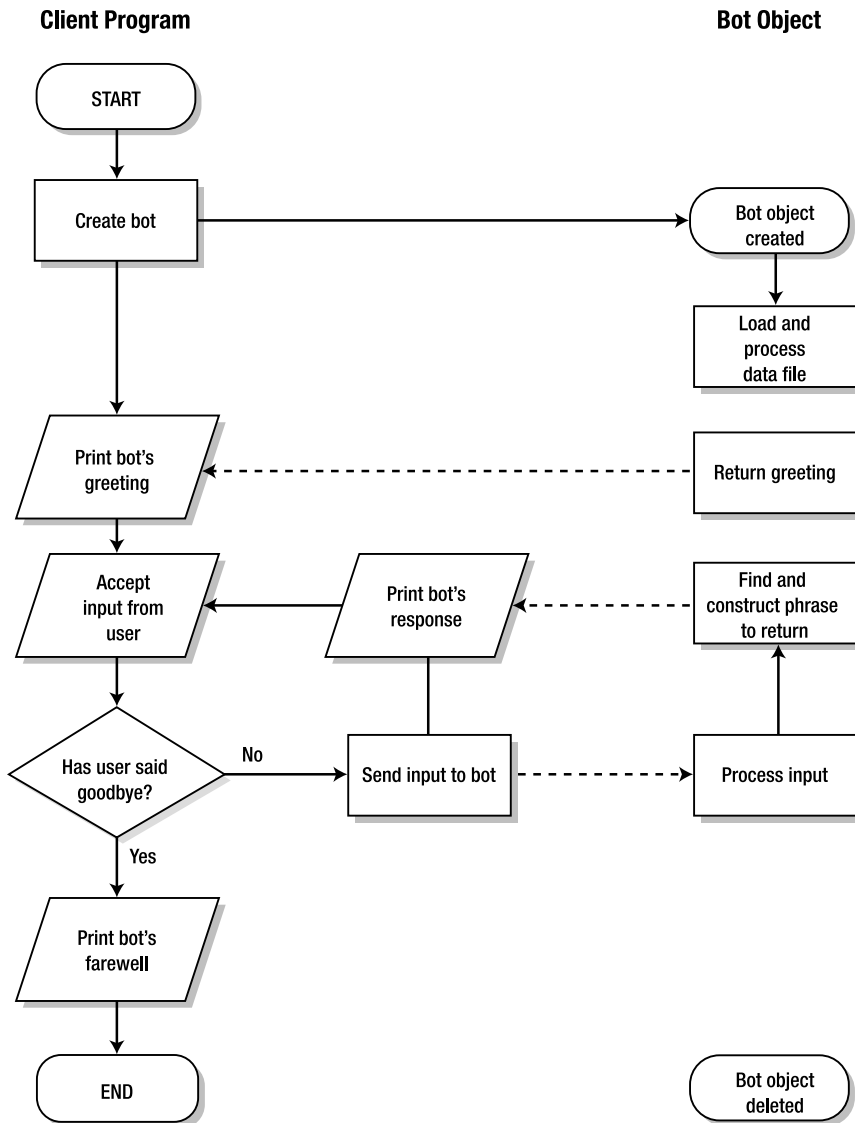 Client Program
Bot Object
START
Create bot
Bot object
created
Load and
process
data file
Print bot’s
greeting
Return greeting
Accept
input from
user
Print bot’s
response
Find and
construct phrase
to return
Has user said
goodbye?
No
Send input to bot
Process input
Yes
Print bot’s
farewell
END
Bot object
deleted